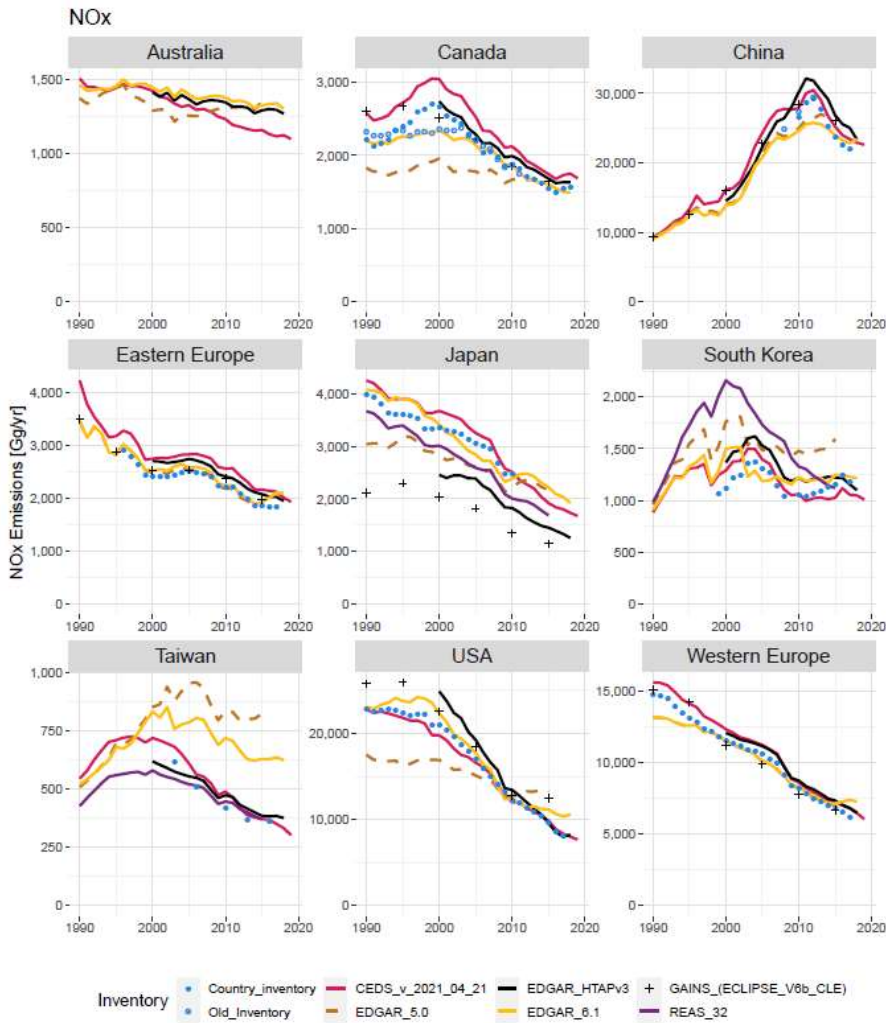 NOx
Australia Canada China
1,500
1,000
500
0
3,000
2,000
1,000
0
30,000
20,000
10,000
0
1990 2000 2010 2020
1990 2000 2010 2020
1990 2000 2010 2020
Eastern Europe Japan South Korea
NOx Emissions [Gg/yr]
4,000
3,000
2,000
1,000
0
4,000
3,000
2,000
1,000
0
2,000
1,500
1,000
500
0
1990 2000 2010 2020
1990 2000 2010 2020
1990 2000 2010 2020
Taiwan USA Western Europe
1,000
750
500
250
0
20,000
10,000
0
15,000
10,000
5,000
0
1990 2000 2010 2020
1990 2000 2010 2020
1990 2000 2010 2020
Inventory
Country_inventory CEDS_v_2021_04_21 EDGAR_HTAPv3 GAINS_(ECLIPSE_V6b_CLE)
Old_Inventory EDGAR_5.0 EDGAR_6.1 REAS_32